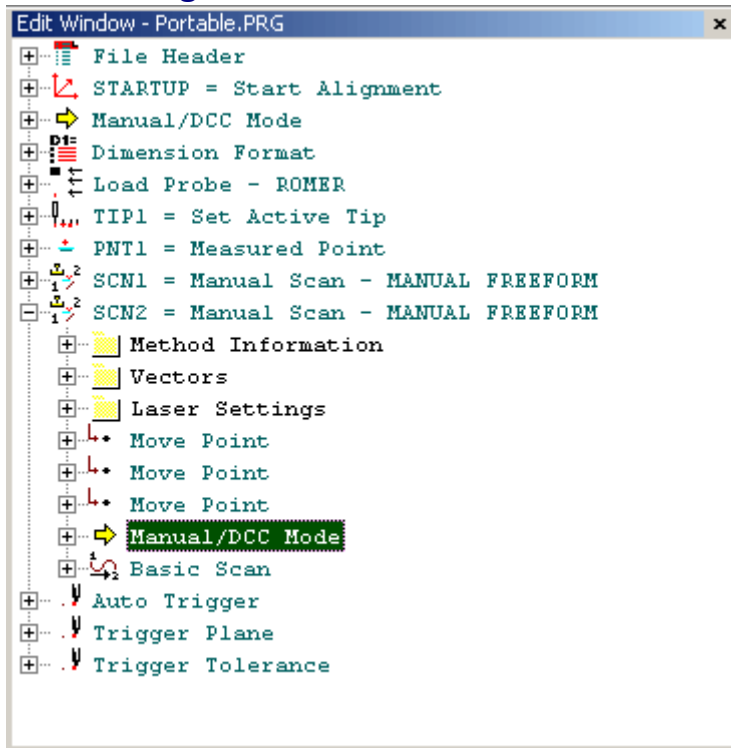 Edit Window - Portable.PRG
File Header
STARTUP = Start Alignment
Manual/DCC Mode
D1=
Dimension Format
Load Probe - ROMER
TIP1 = Set Active Tip
PNT1 = Measured Point
SCN1 = Manual Scan - MANUAL FREEFORM
SCN2 = Manual Scan - MANUAL FREEFORM
Method Information
Vectors
Laser Settings
Move Point
Move Point
Move Point
Manual/DCC Mode
Basic Scan
Auto Trigger
Trigger Plane
Trigger Tolerance